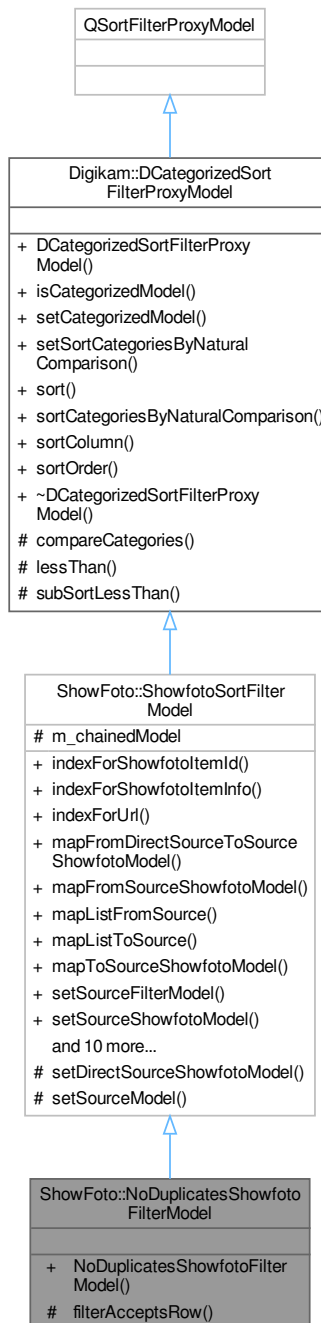 QSortFilterProxyModel
Digikam::DCategorizedSort
FilterProxyModel
+ DCategorizedSortFilterProxy
Model()
+ isCategorizedModel()
+ setCategorizedModel()
+ setSortCategoriesByNatural
Comparison()
+ sort()
+ sortCategoriesByNaturalComparison()
+ sortColumn()
+ sortOrder()
+ ~DCategorizedSortFilterProxy
Model()
# compareCategories()
# lessThan()
# subSortLessThan()
ShowFoto::ShowfotoSortFilter
Model
# m_chainedModel
+ indexForShowfotoItemId()
+ indexForShowfotoItemInfo()
+ indexForUrl()
+ mapFromDirectSourceToSource
ShowfotoModel()
+ mapFromSourceShowfotoModel()
+ mapListFromSource()
+ mapListToSource()
+ mapToSourceShowfotoModel()
+ setSourceFilterModel()
+ setSourceShowfotoModel()
and 10 more...
# setDirectSourceShowfotoModel()
# setSourceModel()
ShowFoto::NoDuplicatesShowfoto
FilterModel
+ NoDuplicatesShowfotoFilter
Model()
# filterAcceptsRow()